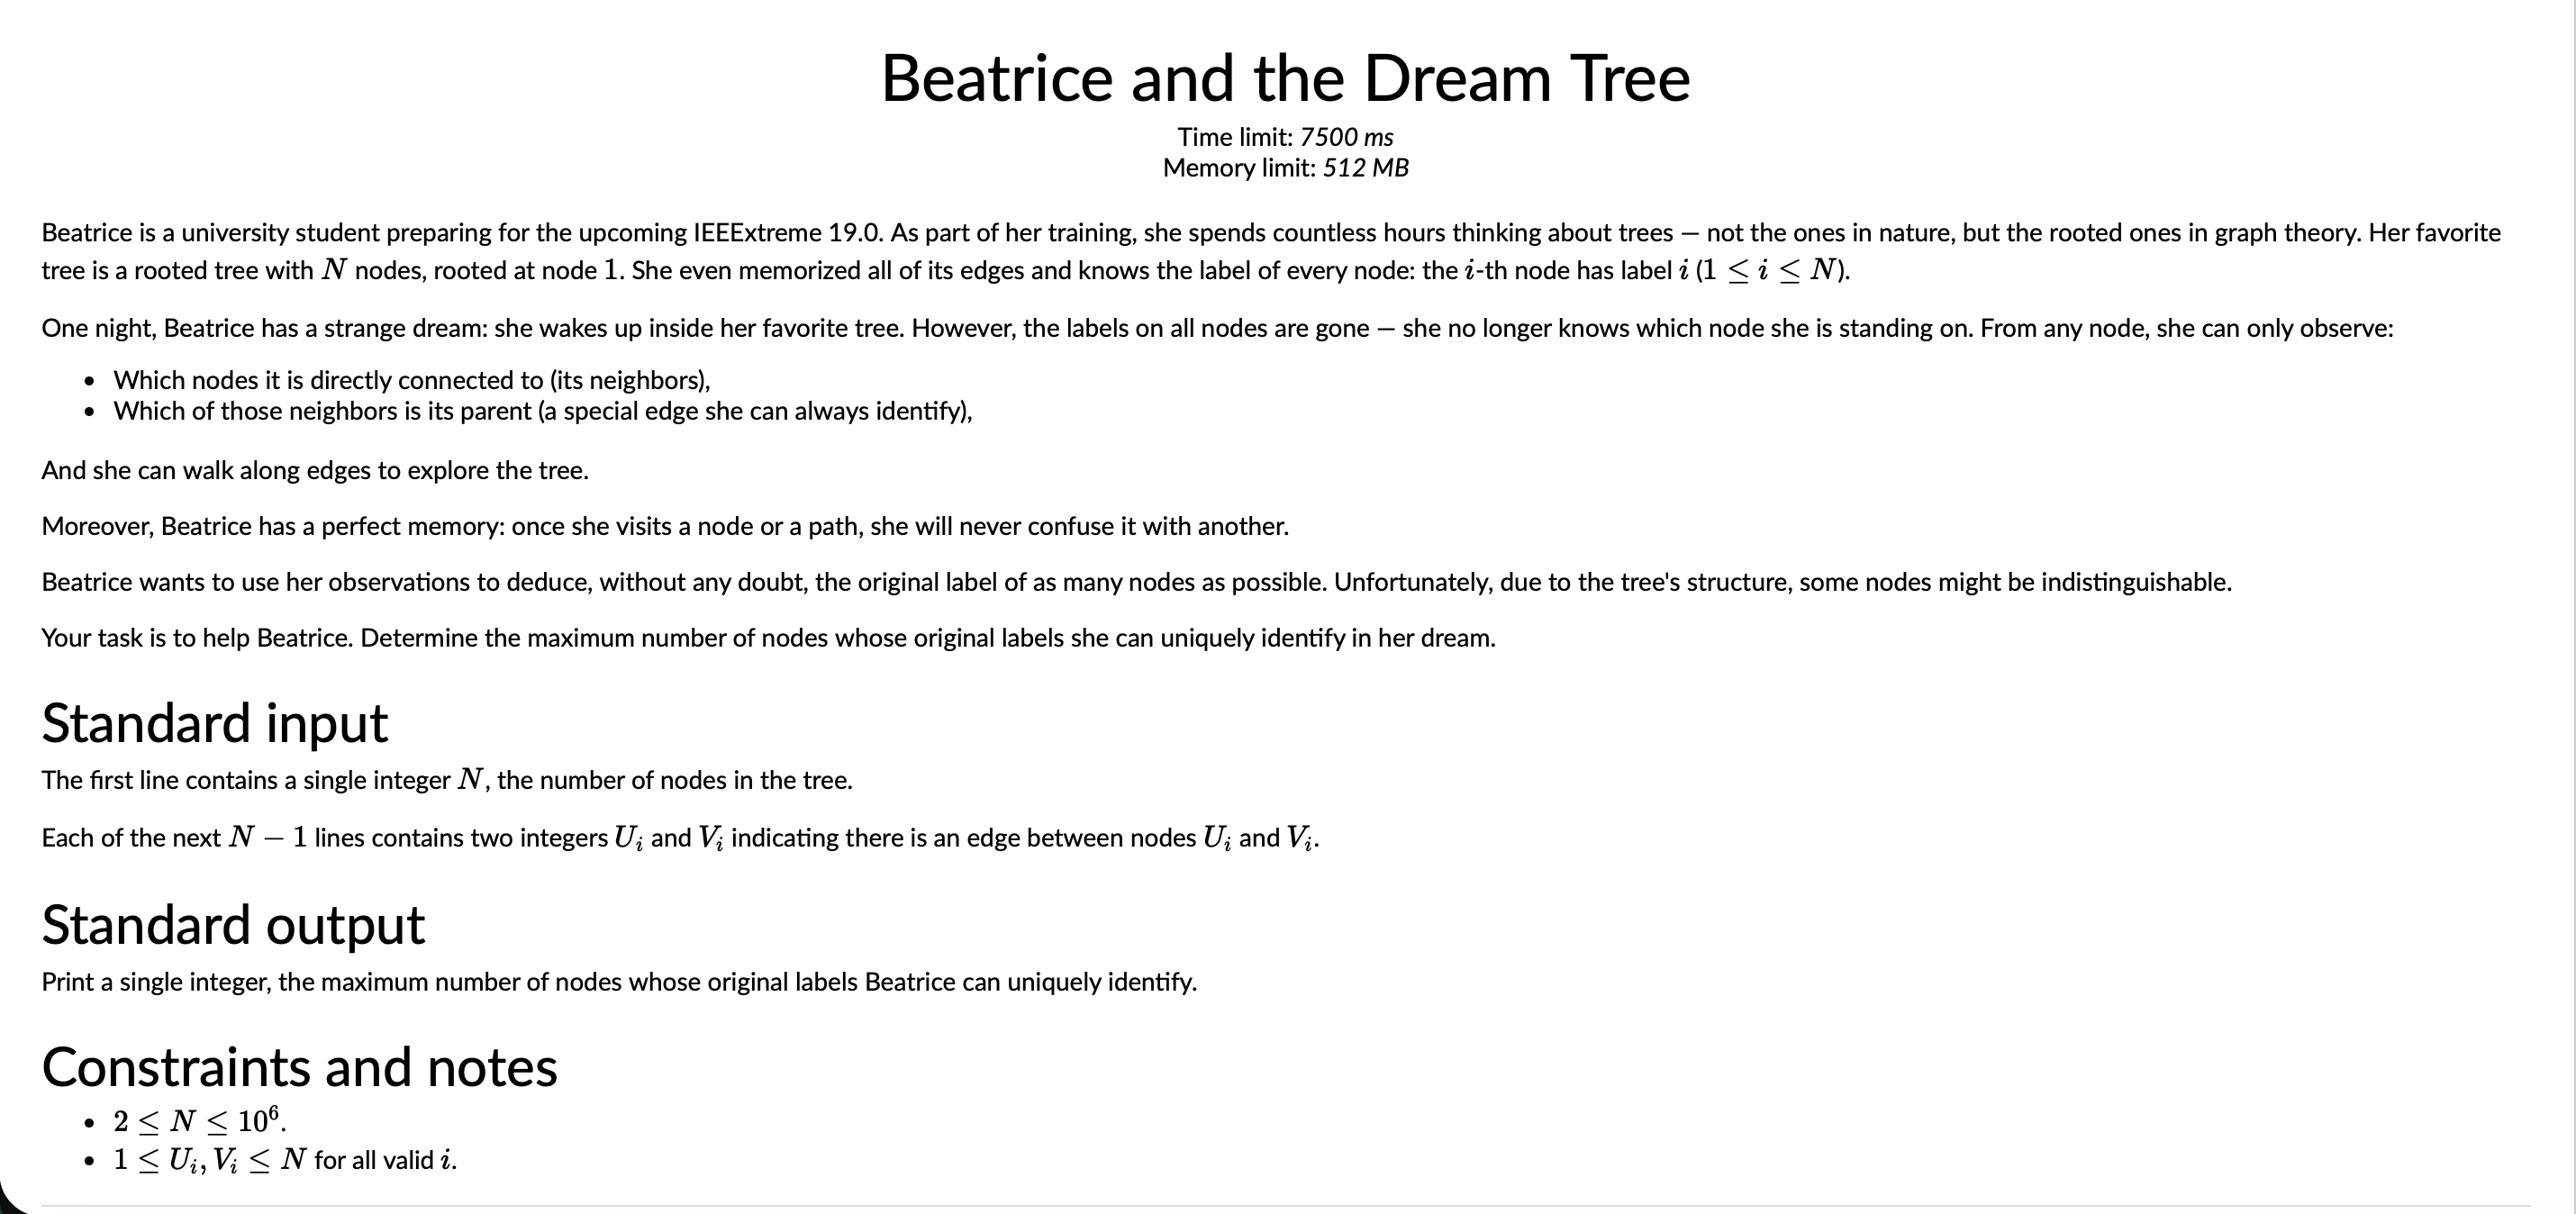 Beatrice and the Dream Tree
Time limit: 7500 ms
Memory limit: 512 MB
Beatrice is a university student preparing for the upcoming IEEExtreme 19.0. As part of her training, she spends countless hours thinking about trees — not the ones in nature, but the rooted ones in graph theory. Her favorite
tree is a rooted tree with N nodes, rooted at node 1. She even memorized all of its edges and knows the label of every node: the i-th node has label i (1 ≤ i ≤ N).
One night, Beatrice has a strange dream: she wakes up inside her favorite tree. However, the labels on all nodes are gone — she no longer knows which node she is standing on. From any node, she can only observe:
• Which nodes it is directly connected to (its neighbors),
• Which of those neighbors is its parent (a special edge she can always identify),
And she can walk along edges to explore the tree.
Moreover, Beatrice has a perfect memory: once she visits a node or a path, she will never confuse it with another.
Beatrice wants to use her observations to deduce, without any doubt, the original label of as many nodes as possible. Unfortunately, due to the tree's structure, some nodes might be indistinguishable.
Your task is to help Beatrice. Determine the maximum number of nodes whose original labels she can uniquely identify in her dream.
Standard input
The first line contains a single integer N, the number of nodes in the tree.
Each of the next N − 1 lines contains two integers Uᵢ and Vᵢ indicating there is an edge between nodes Uᵢ and Vᵢ.
Standard output
Print a single integer, the maximum number of nodes whose original labels Beatrice can uniquely identify.
Constraints and notes
• 2 ≤ N ≤ 10⁶.
• 1 ≤ Uᵢ, Vᵢ ≤ N for all valid i.